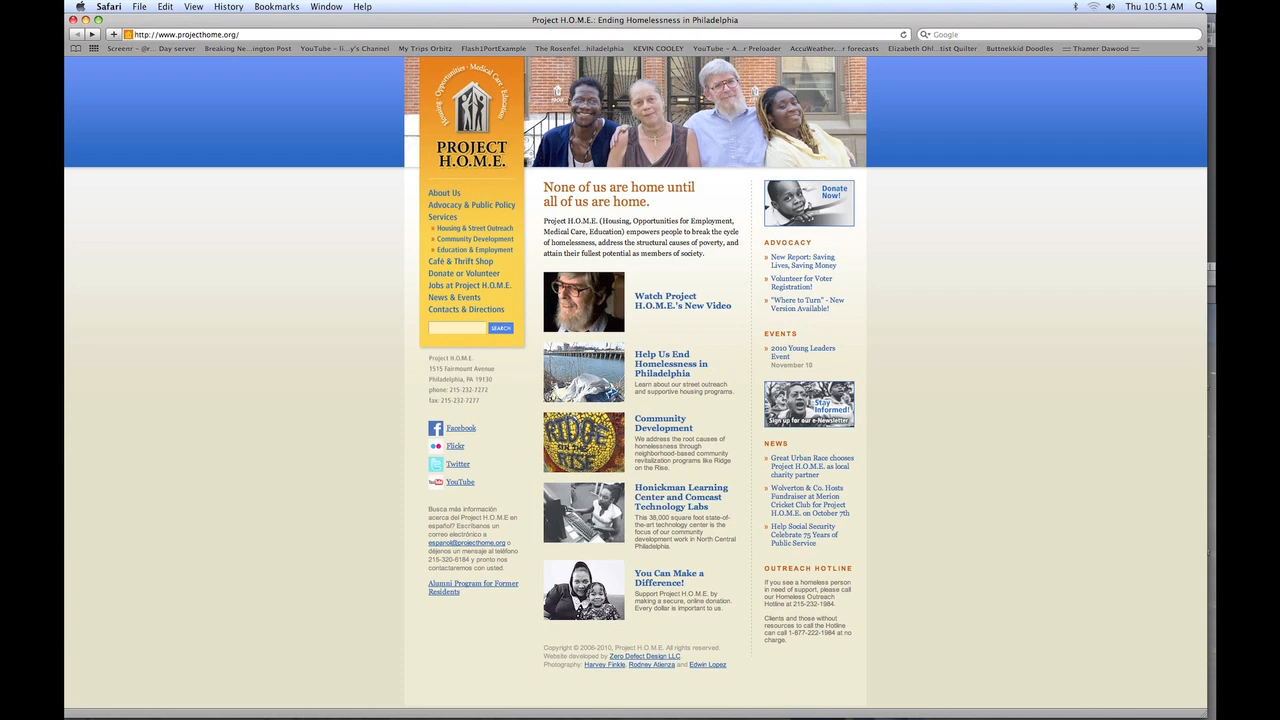 Safari File Edit View History Bookmarks Window Help
Thu 10:51 AM
Project H.O.M.E.: Ending Homelessness in Philadelphia
http://www.projecthome.org/
Google
Screenr – @r... Day server Breaking Ne...ington Post YouTube – li...y's Channel My Trips Orbitz Flash1PortExample The Rosenfel...hiladelphia KEVIN COOLEY YouTube – A...r Preloader AccuWeather... forecasts Elizabeth Ohl...tist Quilter Buttnekkid Doodles ::: Thamer Dawood :::
Housing Opportunities · Medical Care · Education
PROJECT
H.O.M.E.
About Us
Advocacy & Public Policy
Services
» Housing & Street Outreach
» Community Development
» Education & Employment
Café & Thrift Shop
Donate or Volunteer
Jobs at Project H.O.M.E.
News & Events
Contacts & Directions
SEARCH
Project H.O.M.E.
1515 Fairmount Avenue
Philadelphia, PA 19130
phone: 215-232-7272
fax: 215-232-7277
Facebook
Flickr
Twitter
YouTube
Busca más información
acerca del Project H.O.M.E en
español? Escríbanos un
correo electrónico a
espanol@projecthome.org o
déjenos un mensaje al teléfono
215-320-6184 y pronto nos
contactaremos con usted.
Alumni Program for Former
Residents
1908
None of us are home until
all of us are home.
Project H.O.M.E. (Housing, Opportunities for Employment,
Medical Care, Education) empowers people to break the cycle
of homelessness, address the structural causes of poverty, and
attain their fullest potential as members of society.
Watch Project
H.O.M.E.'s New Video
Help Us End
Homelessness in
Philadelphia
Learn about our street outreach
and supportive housing programs.
RIDGE
ON THE
RISE
Community
Development
We address the root causes of
homelessness through
neighborhood-based community
revitalization programs like Ridge
on the Rise.
Honickman Learning
Center and Comcast
Technology Labs
This 38,000 square foot state-of-
the-art technology center is the
focus of our community
development work in North Central
Philadelphia.
You Can Make a
Difference!
Support Project H.O.M.E. by
making a secure, online donation.
Every dollar is important to us.
Copyright © 2006-2010, Project H.O.M.E. All rights reserved.
Website developed by Zero Defect Design LLC.
Photography: Harvey Finkle, Rodney Atienza and Edwin Lopez
Donate
Now!
ADVOCACY
» New Report: Saving
Lives, Saving Money
» Volunteer for Voter
Registration!
» "Where to Turn" - New
Version Available!
EVENTS
» 2010 Young Leaders
Event
November 10
Stay
Informed!
Sign up for our e-Newsletter
NEWS
» Great Urban Race chooses
Project H.O.M.E. as local
charity partner
» Wolverton & Co. Hosts
Fundraiser at Merion
Cricket Club for Project
H.O.M.E. on October 7th
» Help Social Security
Celebrate 75 Years of
Public Service
OUTREACH HOTLINE
If you see a homeless person
in need of support, please call
our Homeless Outreach
Hotline at 215-232-1984.
Clients and those without
resources to call the Hotline
can call 1-877-222-1984 at no
charge.